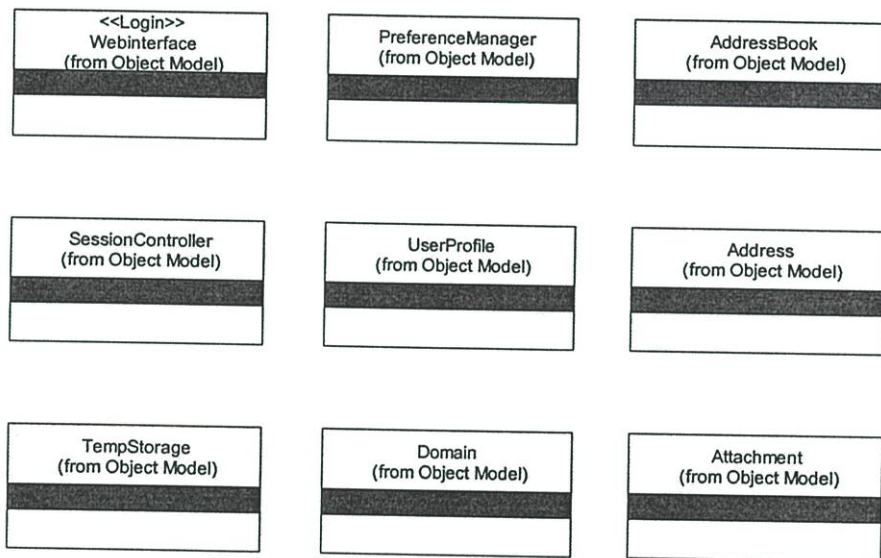 <<Login>>
Webinterface
(from Object Model)
PreferenceManager
(from Object Model)
AddressBook
(from Object Model)
SessionController
(from Object Model)
UserProfile
(from Object Model)
Address
(from Object Model)
TempStorage
(from Object Model)
Domain
(from Object Model)
Attachment
(from Object Model)